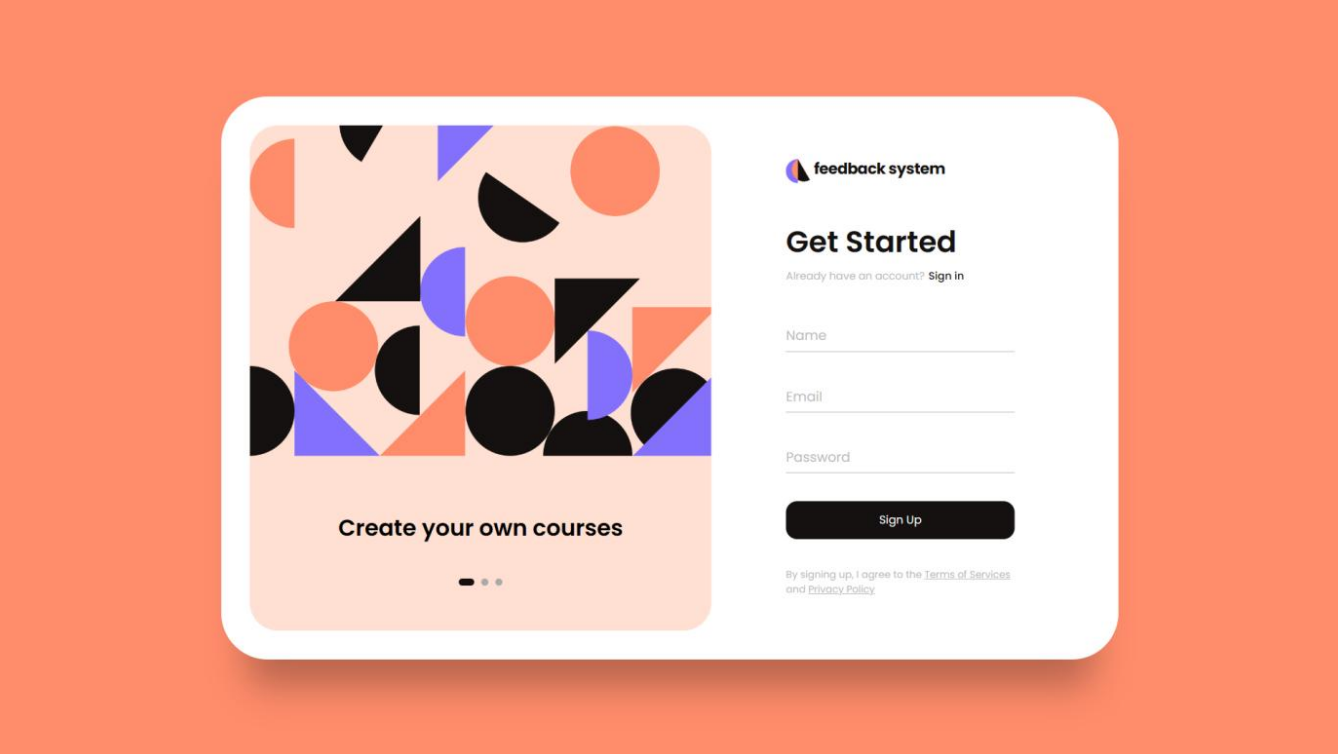 Create your own courses
feedback system
Get Started
Already have an account? Sign in
Name
Email
Password
Sign Up
By signing up, I agree to the Terms of Services
and Privacy Policy